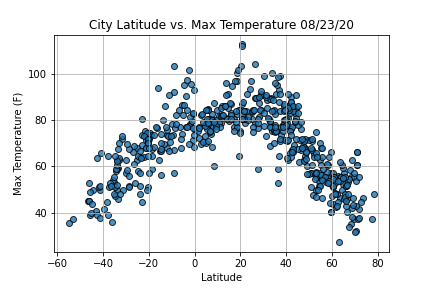 City Latitude vs. Max Temperature 08/23/20
100
80
60
40
Max Temperature (F)
−60 −40 −20 0 20 40 60 80
Latitude